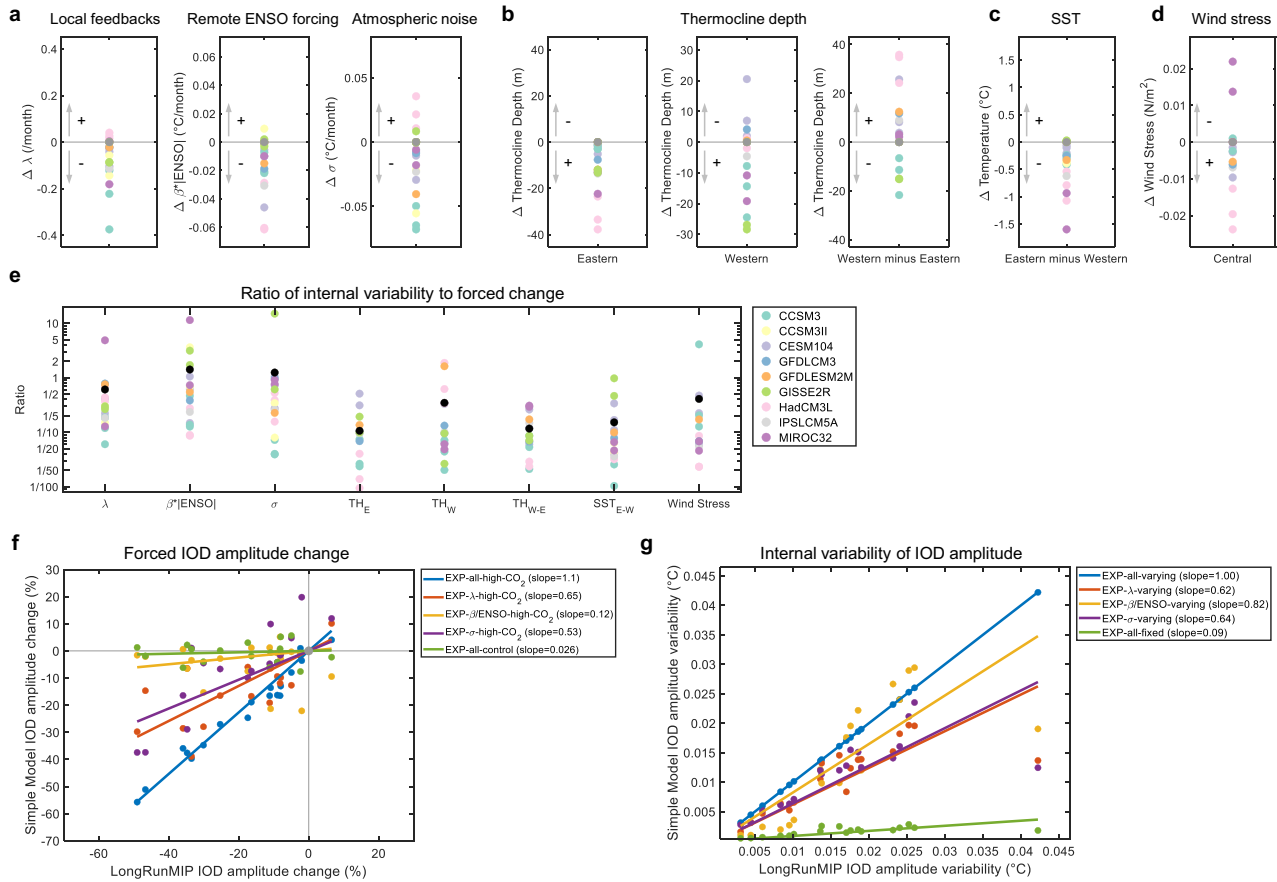 a
Local feedbacks
Remote ENSO forcing
Atmospheric noise
b
Thermocline depth
c
SST
d
Wind stress
Δ λ (/month)
0.4
0.2
0
-0.2
-0.4
+
-
Δ β*|ENSO| (°C/month)
0.06
0.04
0.02
0
-0.02
-0.04
-0.06
+
-
Δ σ (°C/month)
0.05
0
-0.05
+
-
Δ Thermocline Depth (m)
40
20
0
-20
-40
-
+
Eastern
Δ Thermocline Depth (m)
30
20
10
0
-10
-20
-30
-
+
Western
Δ Thermocline Depth (m)
40
20
0
-20
-40
+
-
Western minus Eastern
Δ Temperature (°C)
1.5
1
0.5
0
-0.5
-1
-1.5
+
-
Eastern minus Western
Δ Wind Stress (N/m²)
0.02
0.01
0
-0.01
-0.02
-
+
Central
e
Ratio of internal variability to forced change
Ratio
10
5
2
1
1/2
1/5
1/10
1/20
1/50
1/100
λ β*|ENSO| σ TH_E TH_W TH_W-E SST_E-W Wind Stress
CCSM3
CCSM3II
CESM104
GFDLCM3
GFDLESM2M
GISSE2R
HadCM3L
IPSLCM5A
MIROC32
f
Forced IOD amplitude change
Simple Model IOD amplitude change (%)
30
20
10
0
-10
-20
-30
-40
-50
-60
-70
-60 -40 -20 0 20
LongRunMIP IOD amplitude change (%)
EXP-all-high-CO₂ (slope=1.1)
EXP-λ-high-CO₂ (slope=0.65)
EXP-β/ENSO-high-CO₂ (slope=0.12)
EXP-σ-high-CO₂ (slope=0.53)
EXP-all-control (slope=0.026)
g
Internal variability of IOD amplitude
Simple Model IOD amplitude variability (°C)
0.045
0.04
0.035
0.03
0.025
0.02
0.015
0.01
0.005
0.005 0.01 0.015 0.02 0.025 0.03 0.035 0.04 0.045
LongRunMIP IOD amplitude variability (°C)
EXP-all-varying (slope=1.00)
EXP-λ-varying (slope=0.62)
EXP-β/ENSO-varying (slope=0.82)
EXP-σ-varying (slope=0.64)
EXP-all-fixed (slope=0.09)